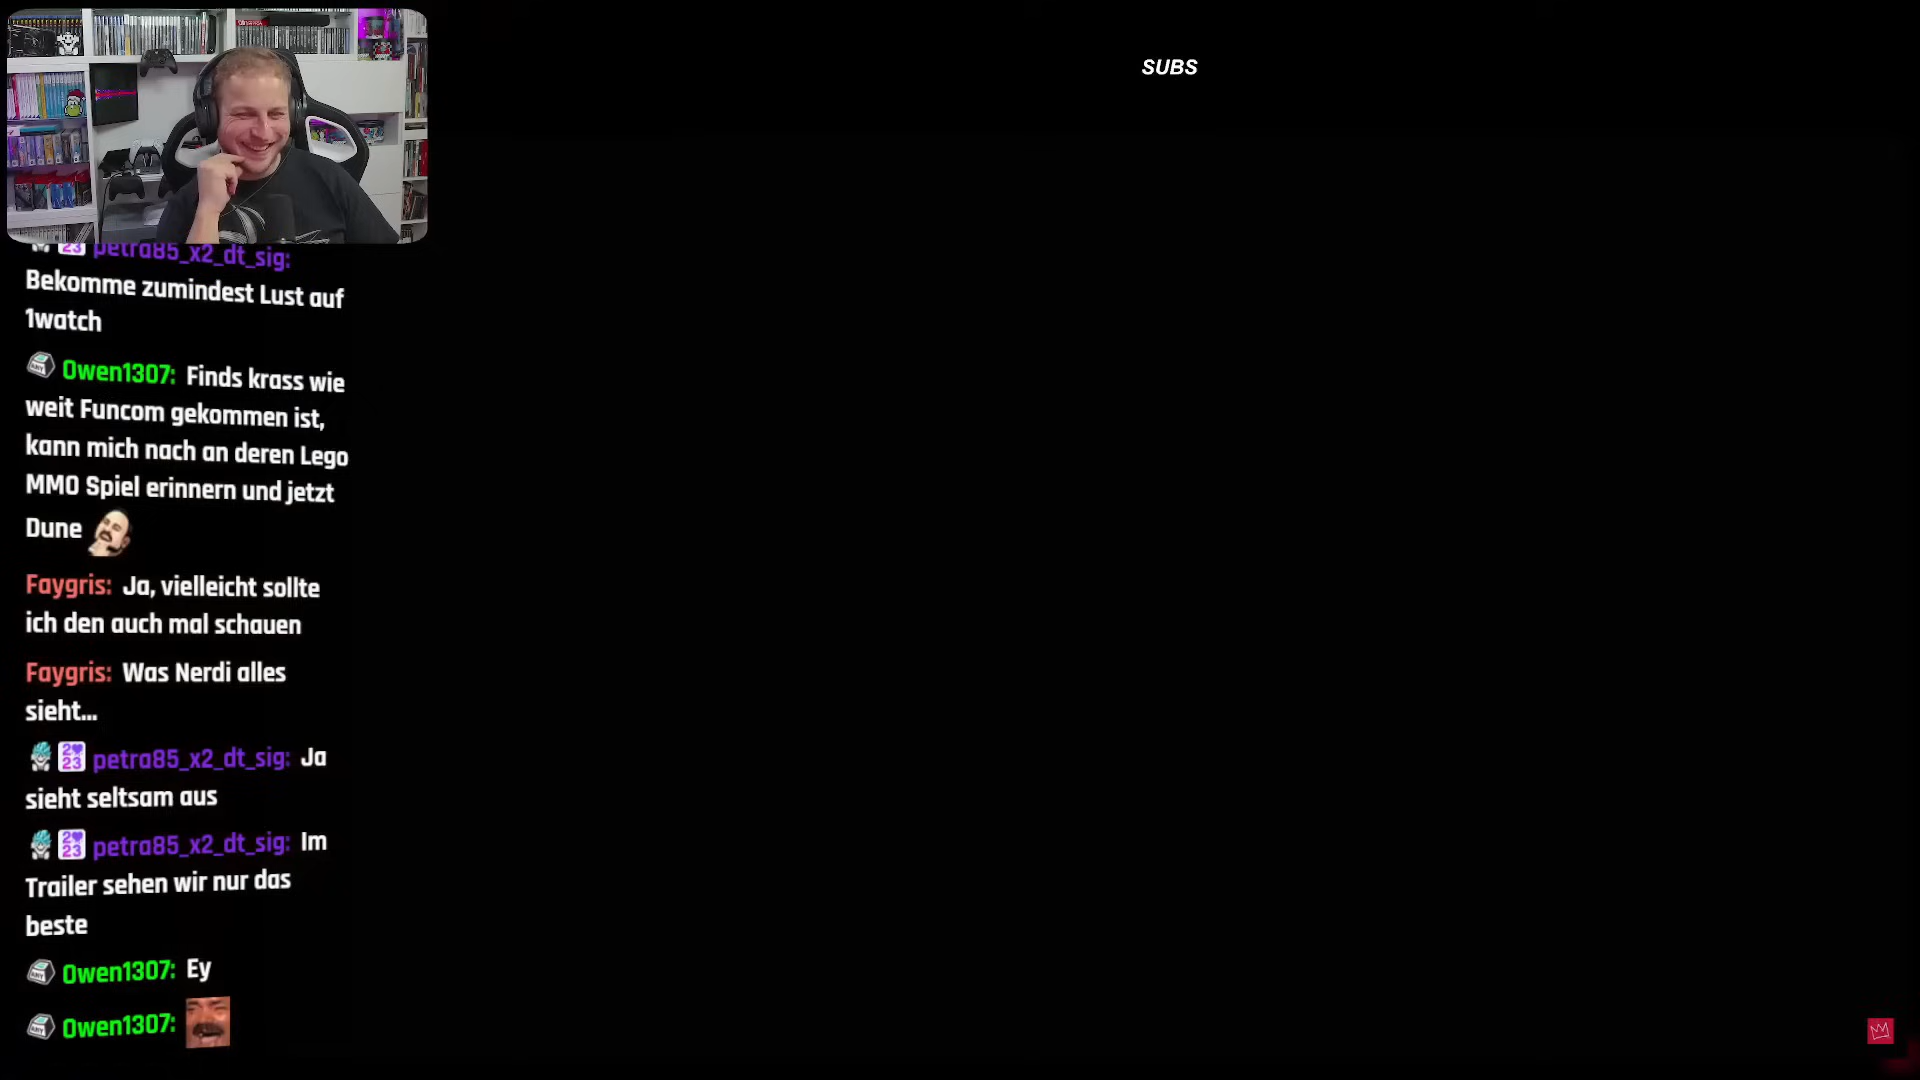 SUBS
petra85_x2_dt_sig:
Bekomme zumindest Lust auf
1watch
Owen1307: Finds krass wie
weit Funcom gekommen ist,
kann mich nach an deren Lego
MMO Spiel erinnern und jetzt
Dune
Faygris: Ja, vielleicht sollte
ich den auch mal schauen
Faygris: Was Nerdi alles
sieht...
petra85_x2_dt_sig: Ja
sieht seltsam aus
petra85_x2_dt_sig: Im
Trailer sehen wir nur das
beste
Owen1307: Ey
Owen1307: